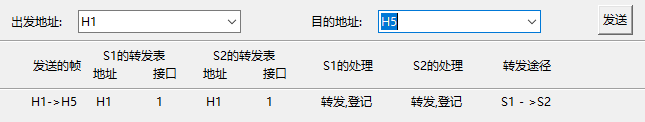 出发地址: H1 目的地址: H5 发送
S1的转发表 S2的转发表
发送的帧 地址 接口 地址 接口 S1的处理 S2的处理 转发途径
H1->H5 H1 1 H1 1 转发,登记 转发,登记 S1 - >S2